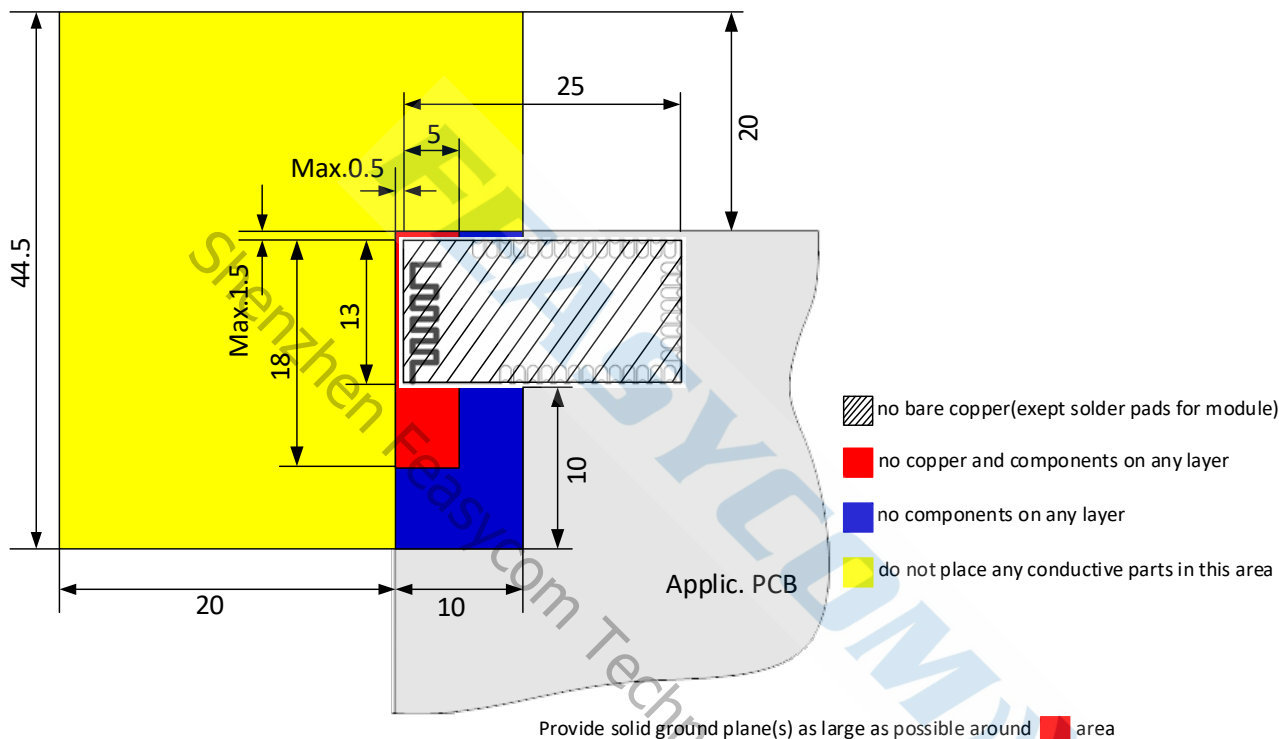 25
5
20
Max.0.5
44.5
Max.1.5
13
18
no bare copper(exept solder pads for module)
no copper and components on any layer
10
no components on any layer
do not place any conductive parts in this area
Applic. PCB
20
10
Provide solid ground plane(s) as large as possible around area
Shenzhen Feasycom Techn
FEASYCOM